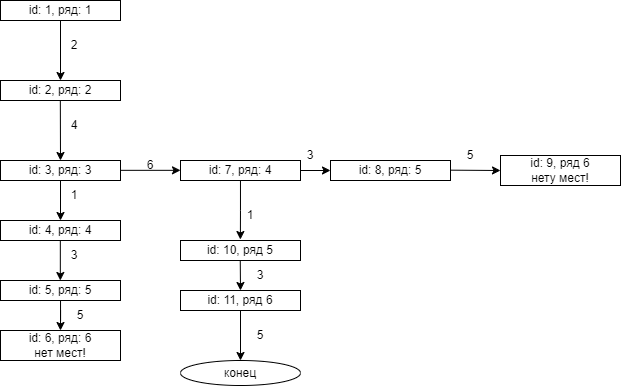 id: 1, ряд: 1
2
id: 2, ряд: 2
4
id: 3, ряд: 3
6
id: 7, ряд: 4
3
id: 8, ряд: 5
5
id: 9, ряд 6
нету мест!
1
id: 4, ряд: 4
3
id: 5, ряд: 5
5
id: 6, ряд: 6
нет мест!
1
id: 10, ряд 5
3
id: 11, ряд 6
5
конец